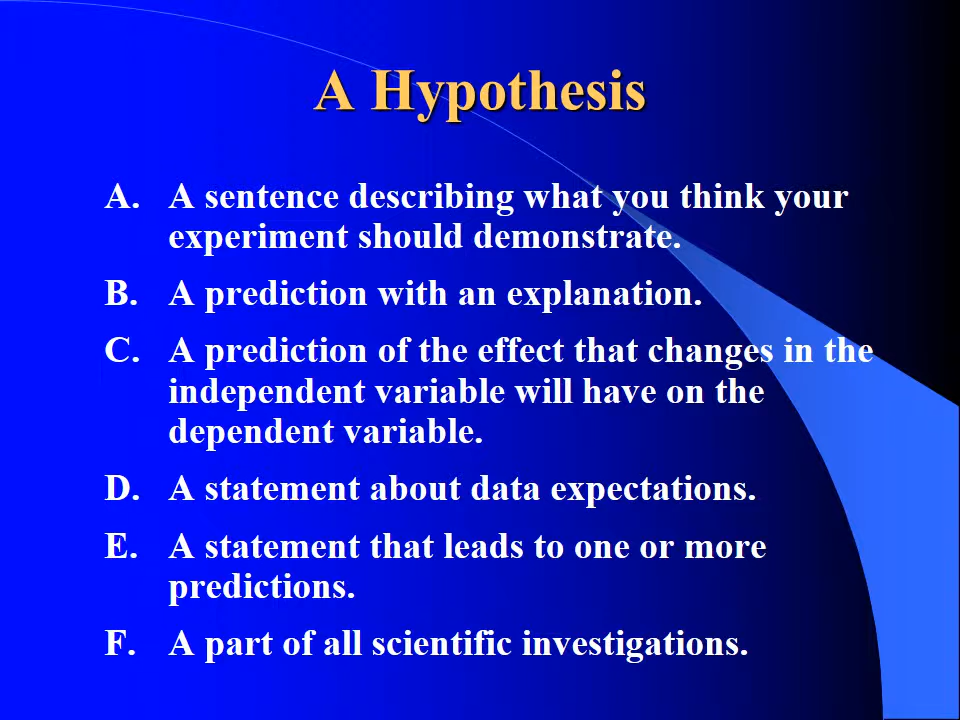 A Hypothesis
A. A sentence describing what you think your
experiment should demonstrate.
B. A prediction with an explanation.
C. A prediction of the effect that changes in the
independent variable will have on the
dependent variable.
D. A statement about data expectations.
E. A statement that leads to one or more
predictions.
F. A part of all scientific investigations.